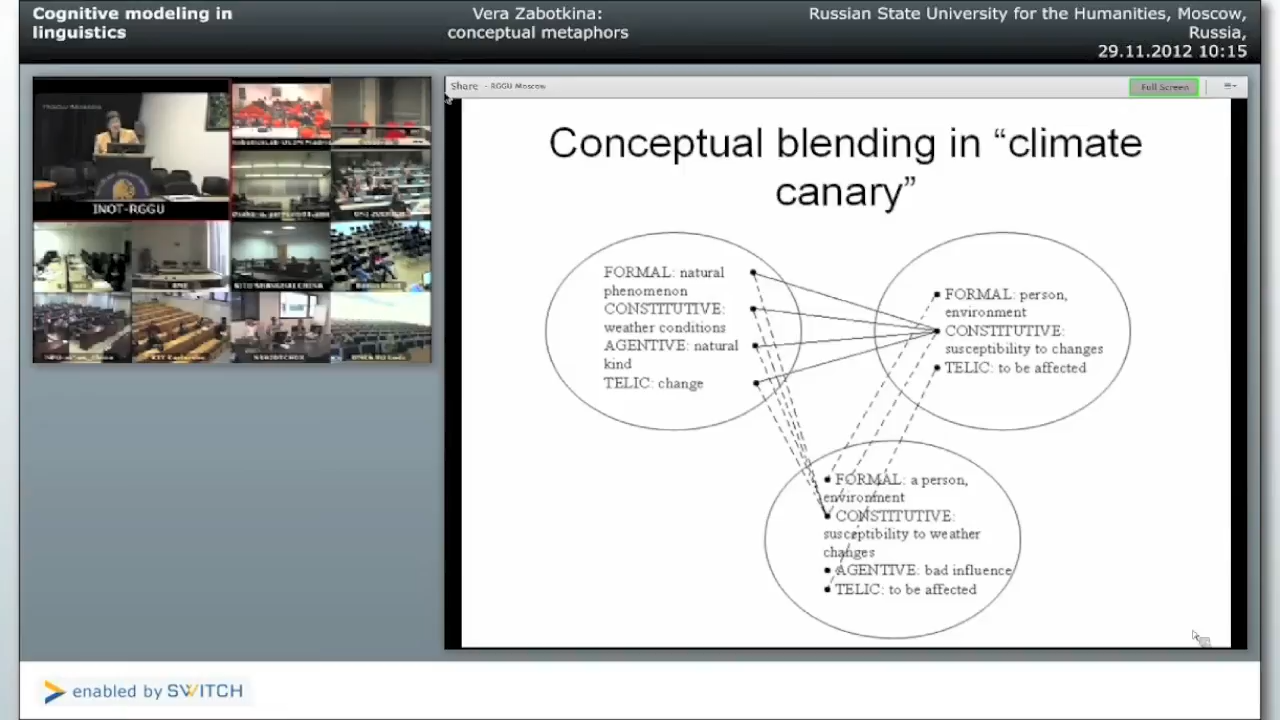 Cognitive modeling in
linguistics
Vera Zabotkina:
conceptual metaphors
Russian State University for the Humanities, Moscow,
Russia,
29.11.2012 10:15
INOT-RGGU
Share - RGGU Moscow
Full Screen
Conceptual blending in “climate
canary”
FORMAL: natural
phenomenon
CONSTITUTIVE:
weather conditions
AGENTIVE: natural
kind
TELIC: change
FORMAL: person,
environment
CONSTITUTIVE:
susceptibility to changes
TELIC: to be affected
FORMAL: a person,
environment
CONSTITUTIVE:
susceptibility to weather
changes
AGENTIVE: bad influence
TELIC: to be affected
enabled by SWITCH